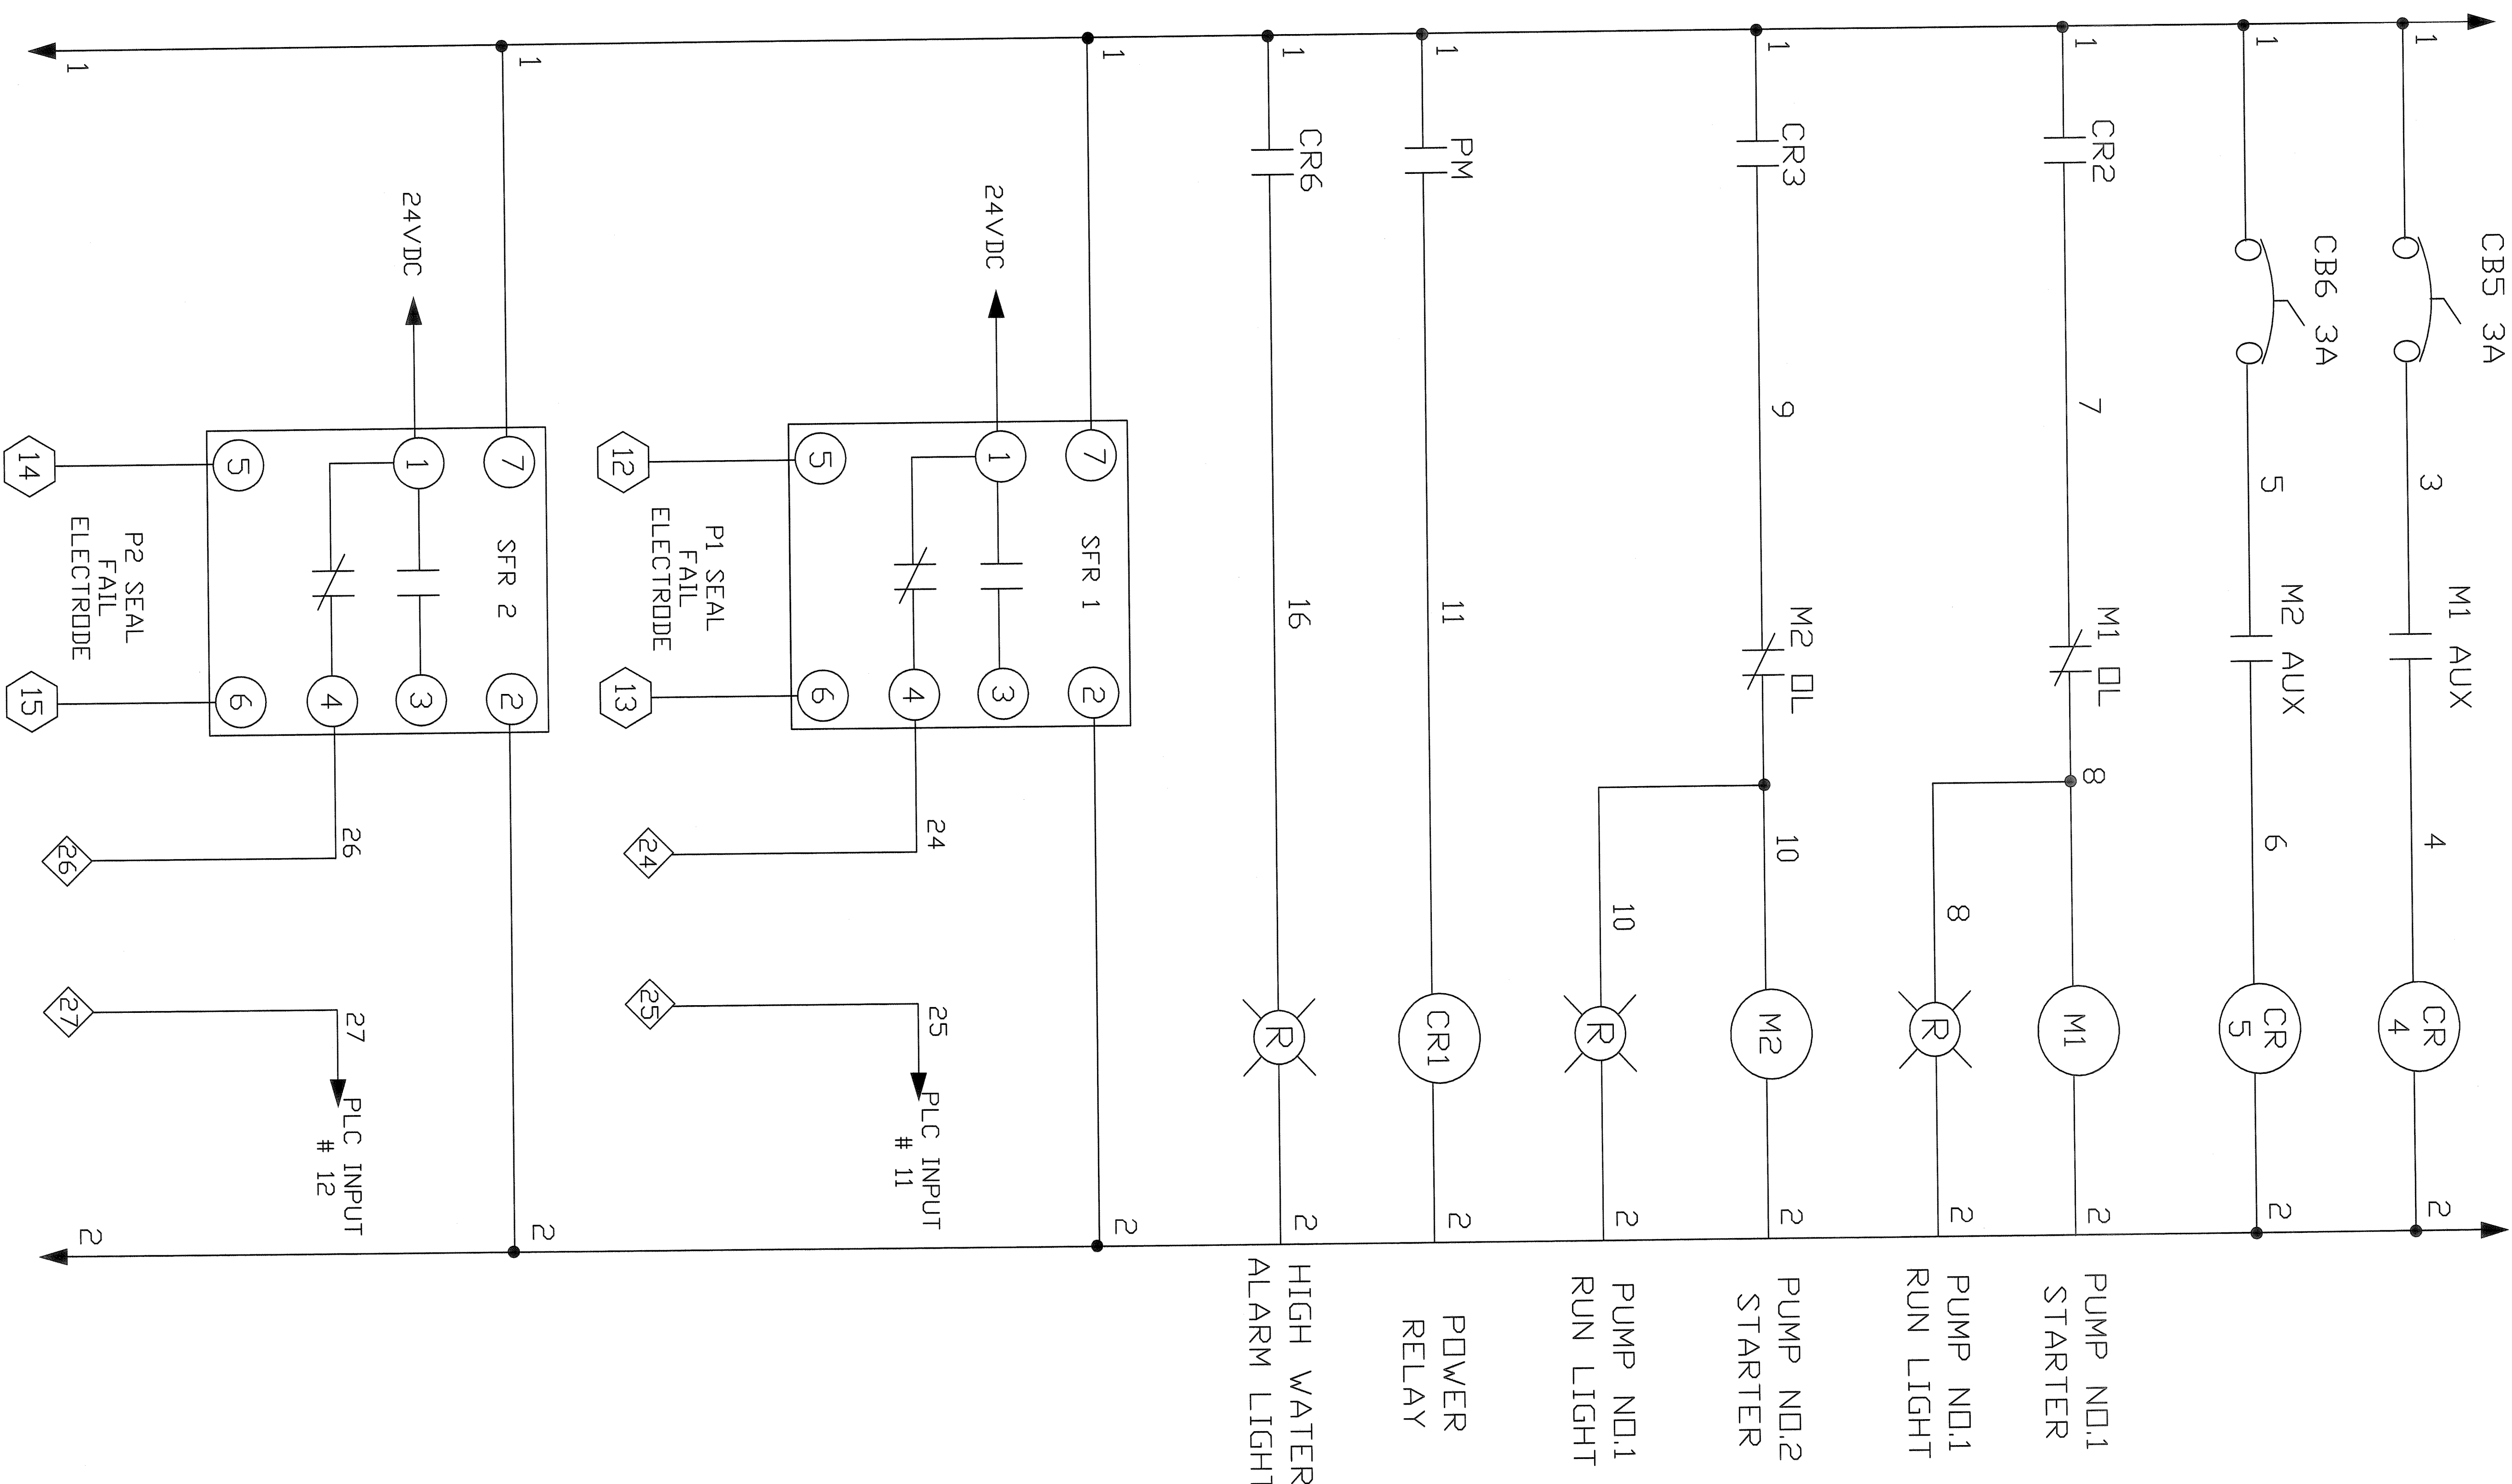 1
CB5 3A
3
M1 AUX
4
CR
4
2
1
CB6 3A
5
M2 AUX
6
CR
5
2
1
CR2
7
M1 OL
8
M1
2
PUMP NO.1
STARTER
8
R
2
PUMP NO.1
RUN LIGHT
1
CR3
9
M2 OL
10
M2
2
PUMP NO.2
STARTER
10
R
2
PUMP NO.1
RUN LIGHT
1
PM
11
CR1
2
POWER
RELAY
1
CR6
16
R
2
HIGH WATER
ALARM LIGHT
1
7
SFR 1
2
2
24VDC
1
3
4
24
25
PLC INPUT
# 11
5
6
12
P1 SEAL
FAIL
ELECTRODE
13
24
25
1
7
SFR 2
2
2
24VDC
1
3
4
26
27
PLC INPUT
# 12
5
6
14
P2 SEAL
FAIL
ELECTRODE
15
26
27
1
2